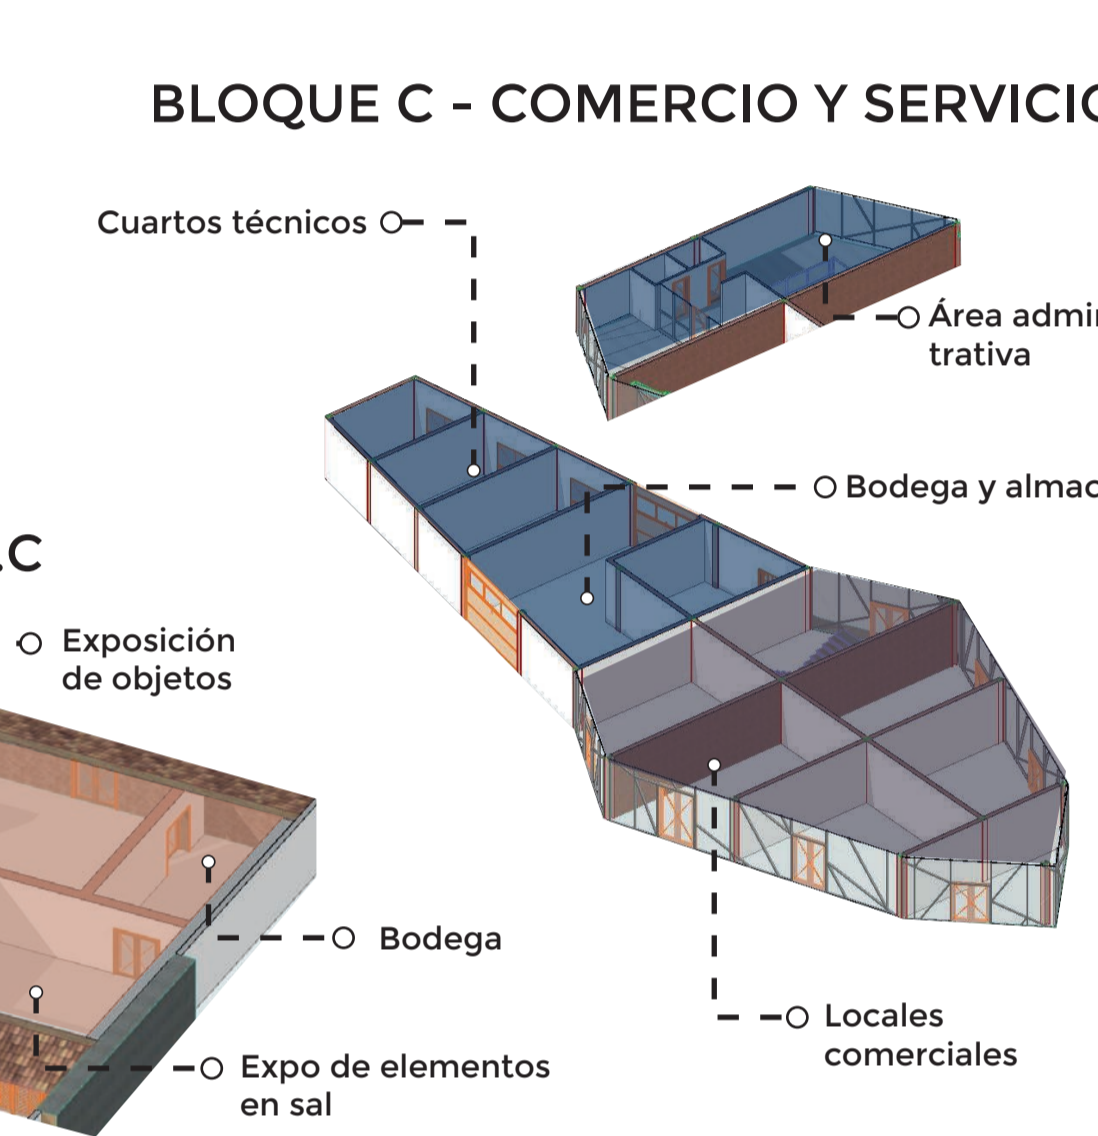 BLOQUE C - COMERCIO Y SERVICIO
Cuartos técnicos
Área admin
trativa
Bodega y almac
.C
Exposición
de objetos
Bodega
Locales
comerciales
Expo de elementos
en sal